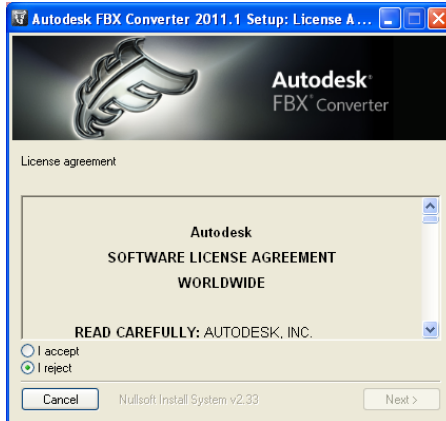 Autodesk FBX Converter 2011.1 Setup: License A...
Autodesk®
FBX® Converter
License agreement
Autodesk
SOFTWARE LICENSE AGREEMENT
WORLDWIDE
READ CAREFULLY: AUTODESK, INC.
I accept
I reject
Cancel
Nullsoft Install System v2.33
Next >